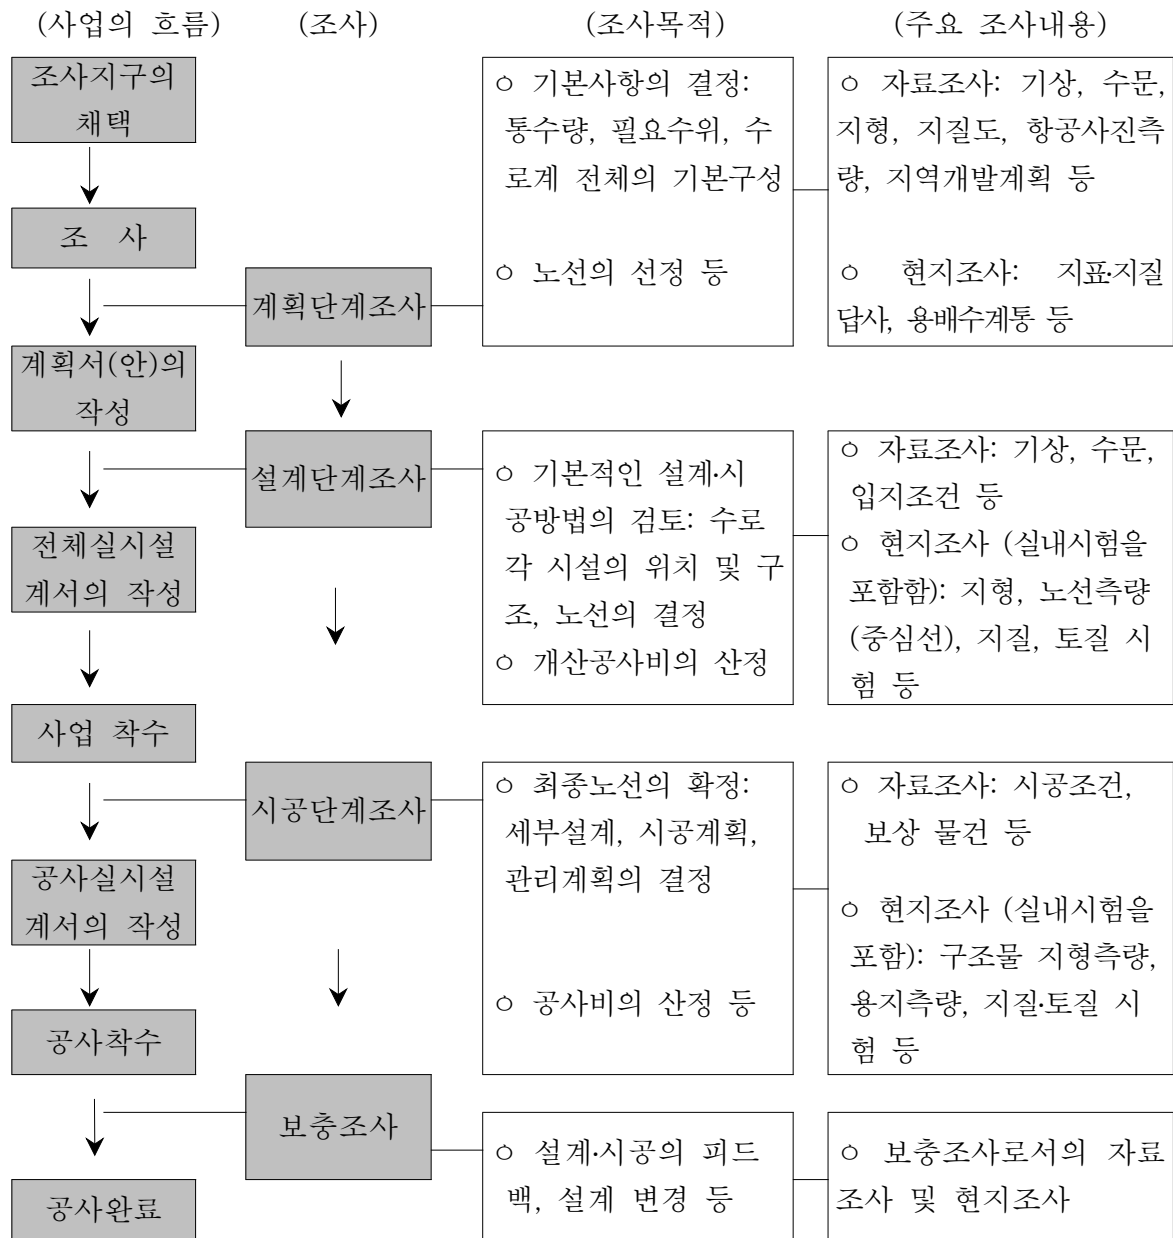 (사업의 흐름)
(조사)
(조사목적)
(주요 조사내용)
조사지구의
채택
조 사
계획서(안)의
작성
전체실시설
계서의 작성
사업 착수
공사실시설
계서의 작성
공사착수
공사완료
계획단계조사
설계단계조사
시공단계조사
보충조사
ㅇ 기본사항의 결정:
통수량, 필요수위, 수
로계 전체의 기본구성
ㅇ 노선의 선정 등
ㅇ 자료조사: 기상, 수문,
지형, 지질도, 항공사진측
량, 지역개발계획 등
ㅇ 현지조사: 지표·지질
답사, 용배수계통 등
ㅇ 기본적인 설계·시
공방법의 검토: 수로
각 시설의 위치 및 구
조, 노선의 결정
ㅇ 개산공사비의 산정
ㅇ 자료조사: 기상, 수문,
입지조건 등
ㅇ 현지조사 (실내시험을
포함함): 지형, 노선측량
(중심선), 지질, 토질 시
험 등
ㅇ 최종노선의 확정:
세부설계, 시공계획,
관리계획의 결정
ㅇ 공사비의 산정 등
ㅇ 자료조사: 시공조건,
보상 물건 등
ㅇ 현지조사 (실내시험을
포함): 구조물 지형측량,
용지측량, 지질·토질 시
험 등
ㅇ 설계·시공의 피드
백, 설계 변경 등
ㅇ 보충조사로서의 자료
조사 및 현지조사